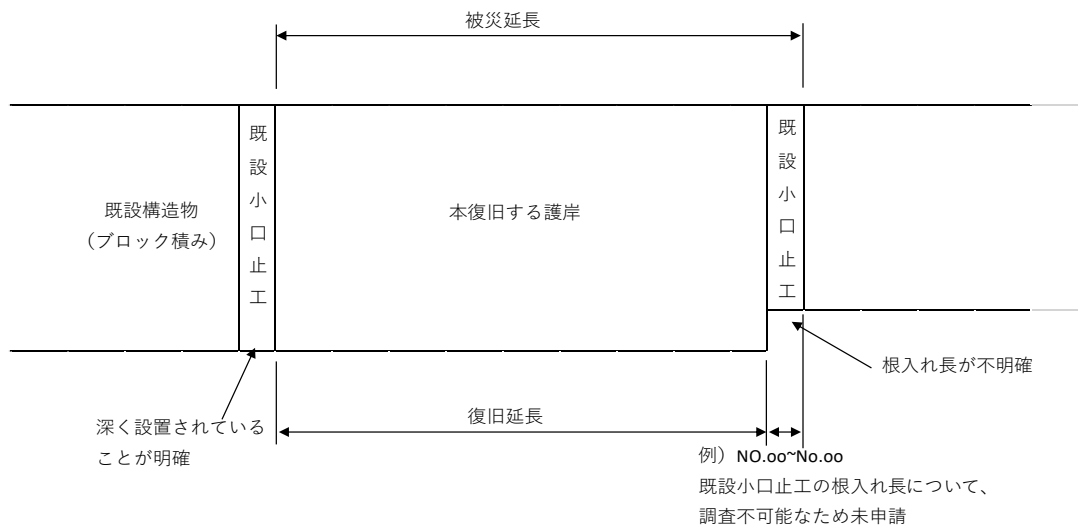 被災延長
既設小口止工
既設構造物
（ブロック積み）
本復旧する護岸
既設小口止工
根入れ長が不明確
深く設置されている
ことが明確
復旧延長
例）NO.oo~No.oo
既設小口止工の根入れ長について、
調査不可能なため未申請